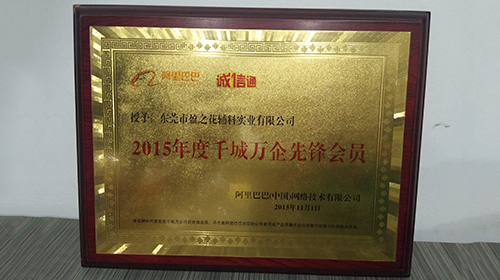 阿里巴巴 诚信通
授予：东莞市盈之花辅料实业有限公司
2015年度千城万企先锋会员
阿里巴巴(中国)网络技术有限公司
2015年11月1日